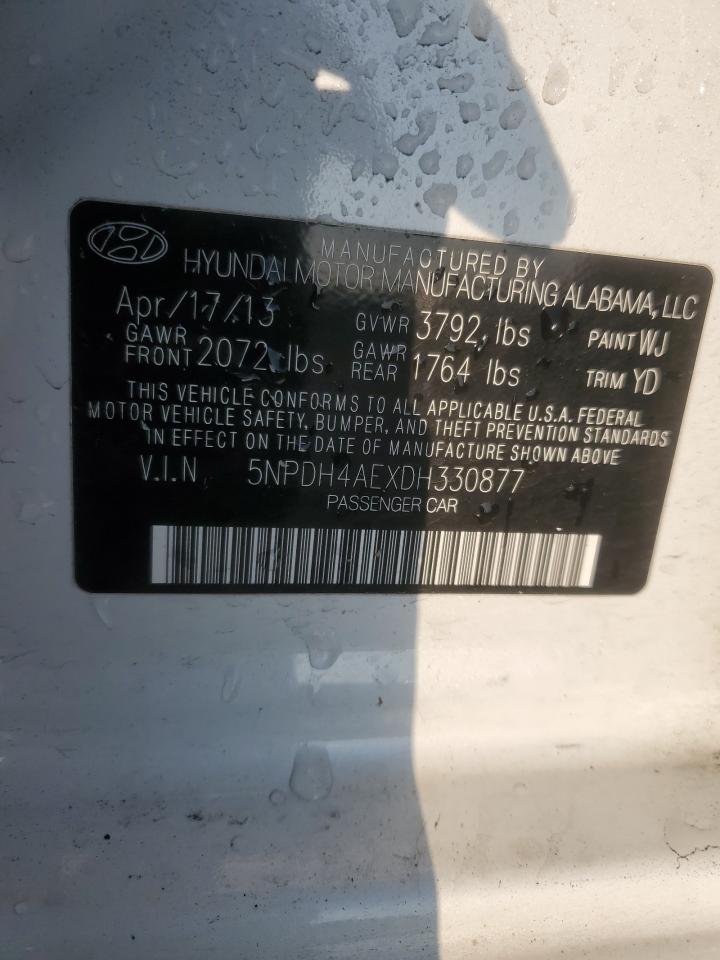 MANUFACTURED BY
HYUNDAI MOTOR MANUFACTURING ALABAMA, LLC
Apr/17/13 GVWR 3792 lbs PAINT WJ
GAWR FRONT 2072 lbs GAWR REAR 1764 lbs TRIM YD
THIS VEHICLE CONFORMS TO ALL APPLICABLE U.S.A. FEDERAL
MOTOR VEHICLE SAFETY, BUMPER, AND THEFT PREVENTION STANDARDS
IN EFFECT ON THE DATE OF MANUFACTURE SHOWN ABOVE.
V.I.N 5NPDH4AEXDH330877
PASSENGER CAR